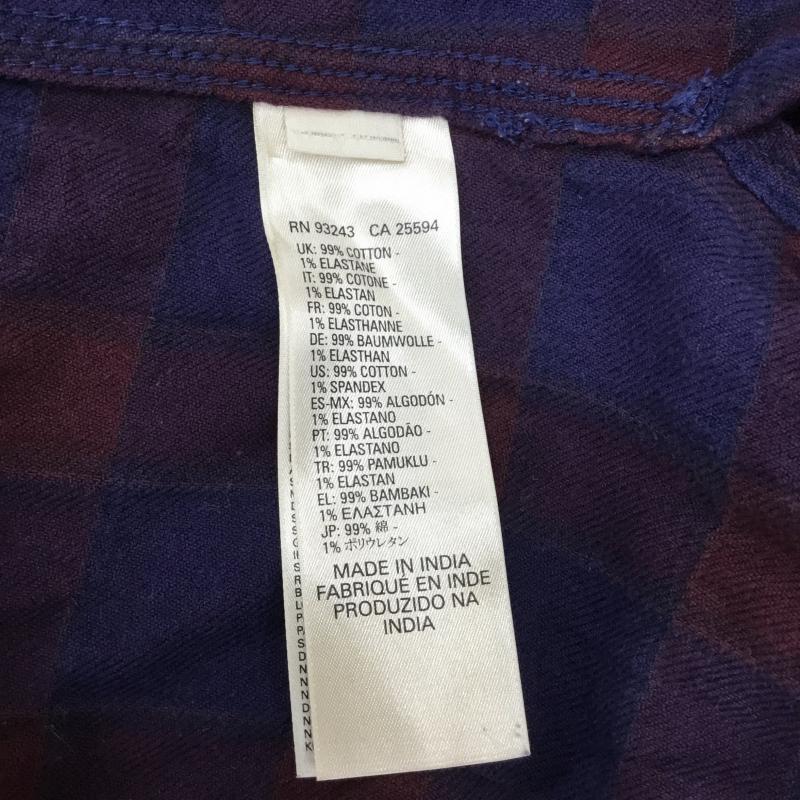 RN 93243 CA 25594
UK: 99% COTTON -
1% ELASTANE
IT: 99% COTONE -
1% ELASTAN
FR: 99% COTON -
1% ELASTHANNE
DE: 99% BAUMWOLLE -
1% ELASTHAN
US: 99% COTTON -
1% SPANDEX
ES-MX: 99% ALGODÓN -
1% ELASTANO
PT: 99% ALGODÃO -
1% ELASTANO
TR: 99% PAMUKLU -
1% ELASTAN
EL: 99% BAMBAKI -
1% ΕΛΑΣΤΑΝΗ
JP: 99% 綿 -
1% ポリウレタン
MADE IN INDIA
FABRIQUÉ EN INDE
PRODUZIDO NA
INDIA